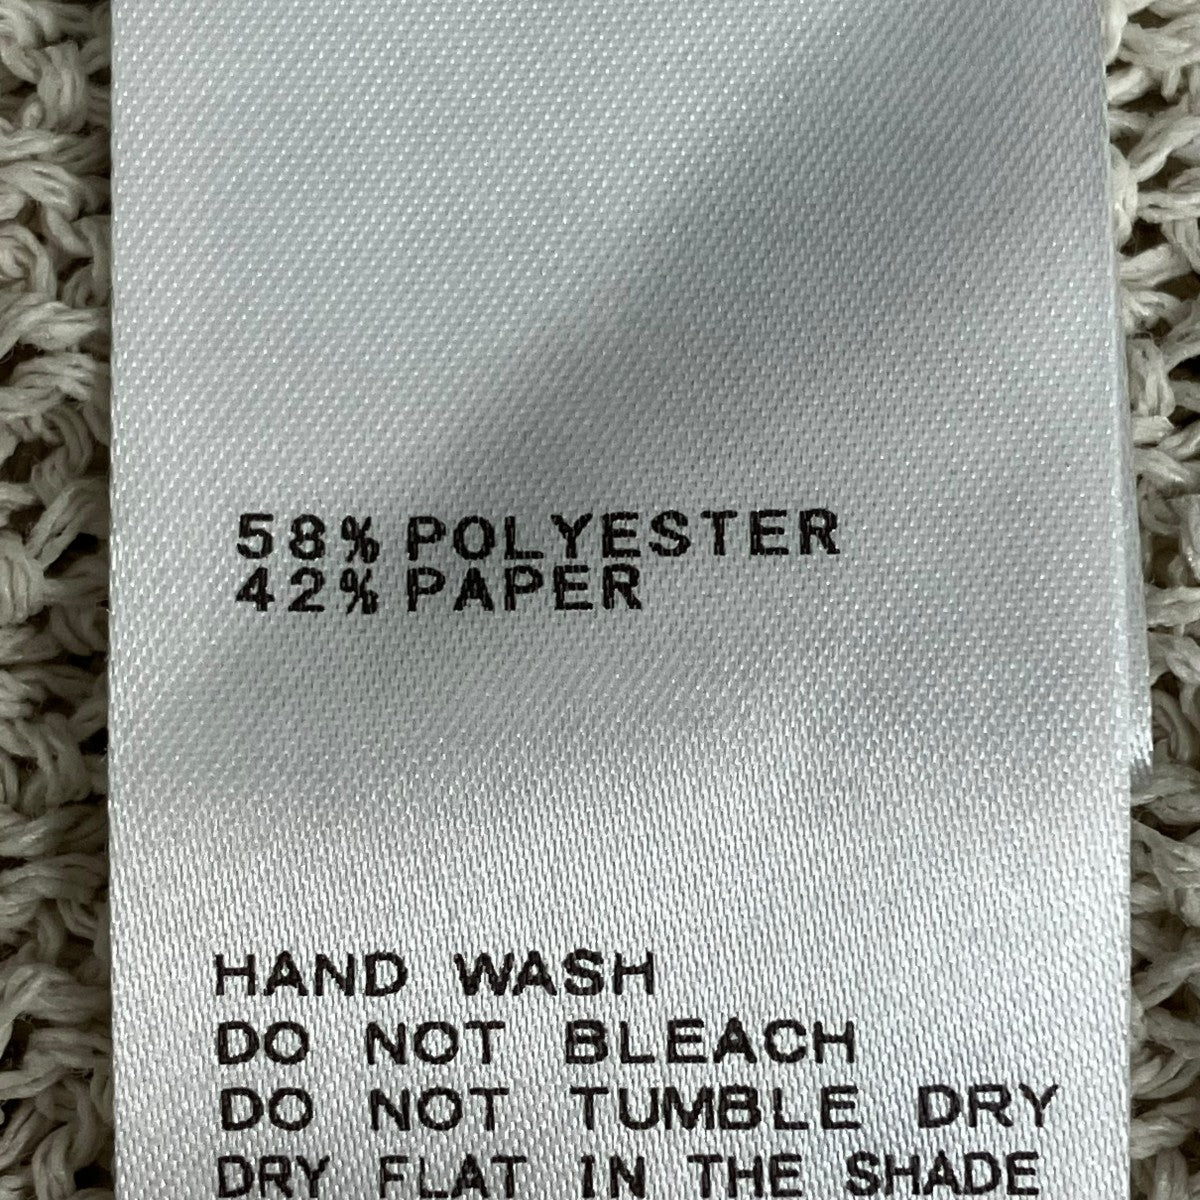 58% POLYESTER
42% PAPER
HAND WASH
DO NOT BLEACH
DO NOT TUMBLE DRY
DRY FLAT IN THE SHADE